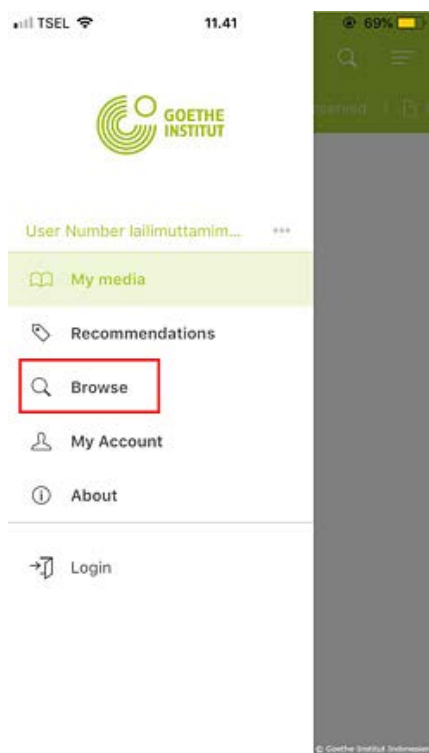 TSEL 11.41 69%
GOETHE
INSTITUT
User Number lailimuttamim...
My media
Recommendations
Browse
My Account
About
Login
© Goethe Institut Indonesien